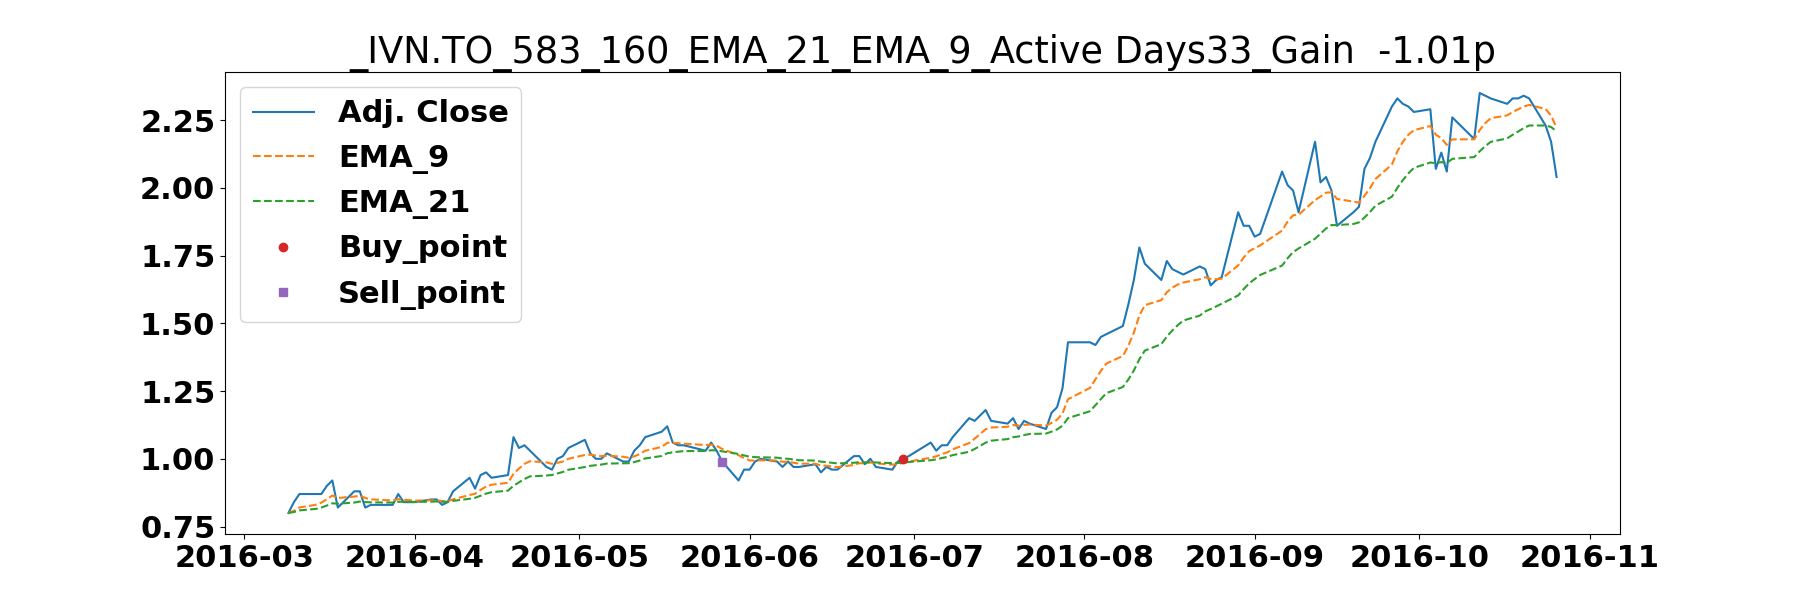 _IVN.TO_583_160_EMA_21_EMA_9_Active Days33_Gain  -1.01p
Adj. Close
EMA_9
EMA_21
Buy_point
Sell_point
2.25
2.00
1.75
1.50
1.25
1.00
0.75
2016-03 2016-04 2016-05 2016-06 2016-07 2016-08 2016-09 2016-10 2016-11